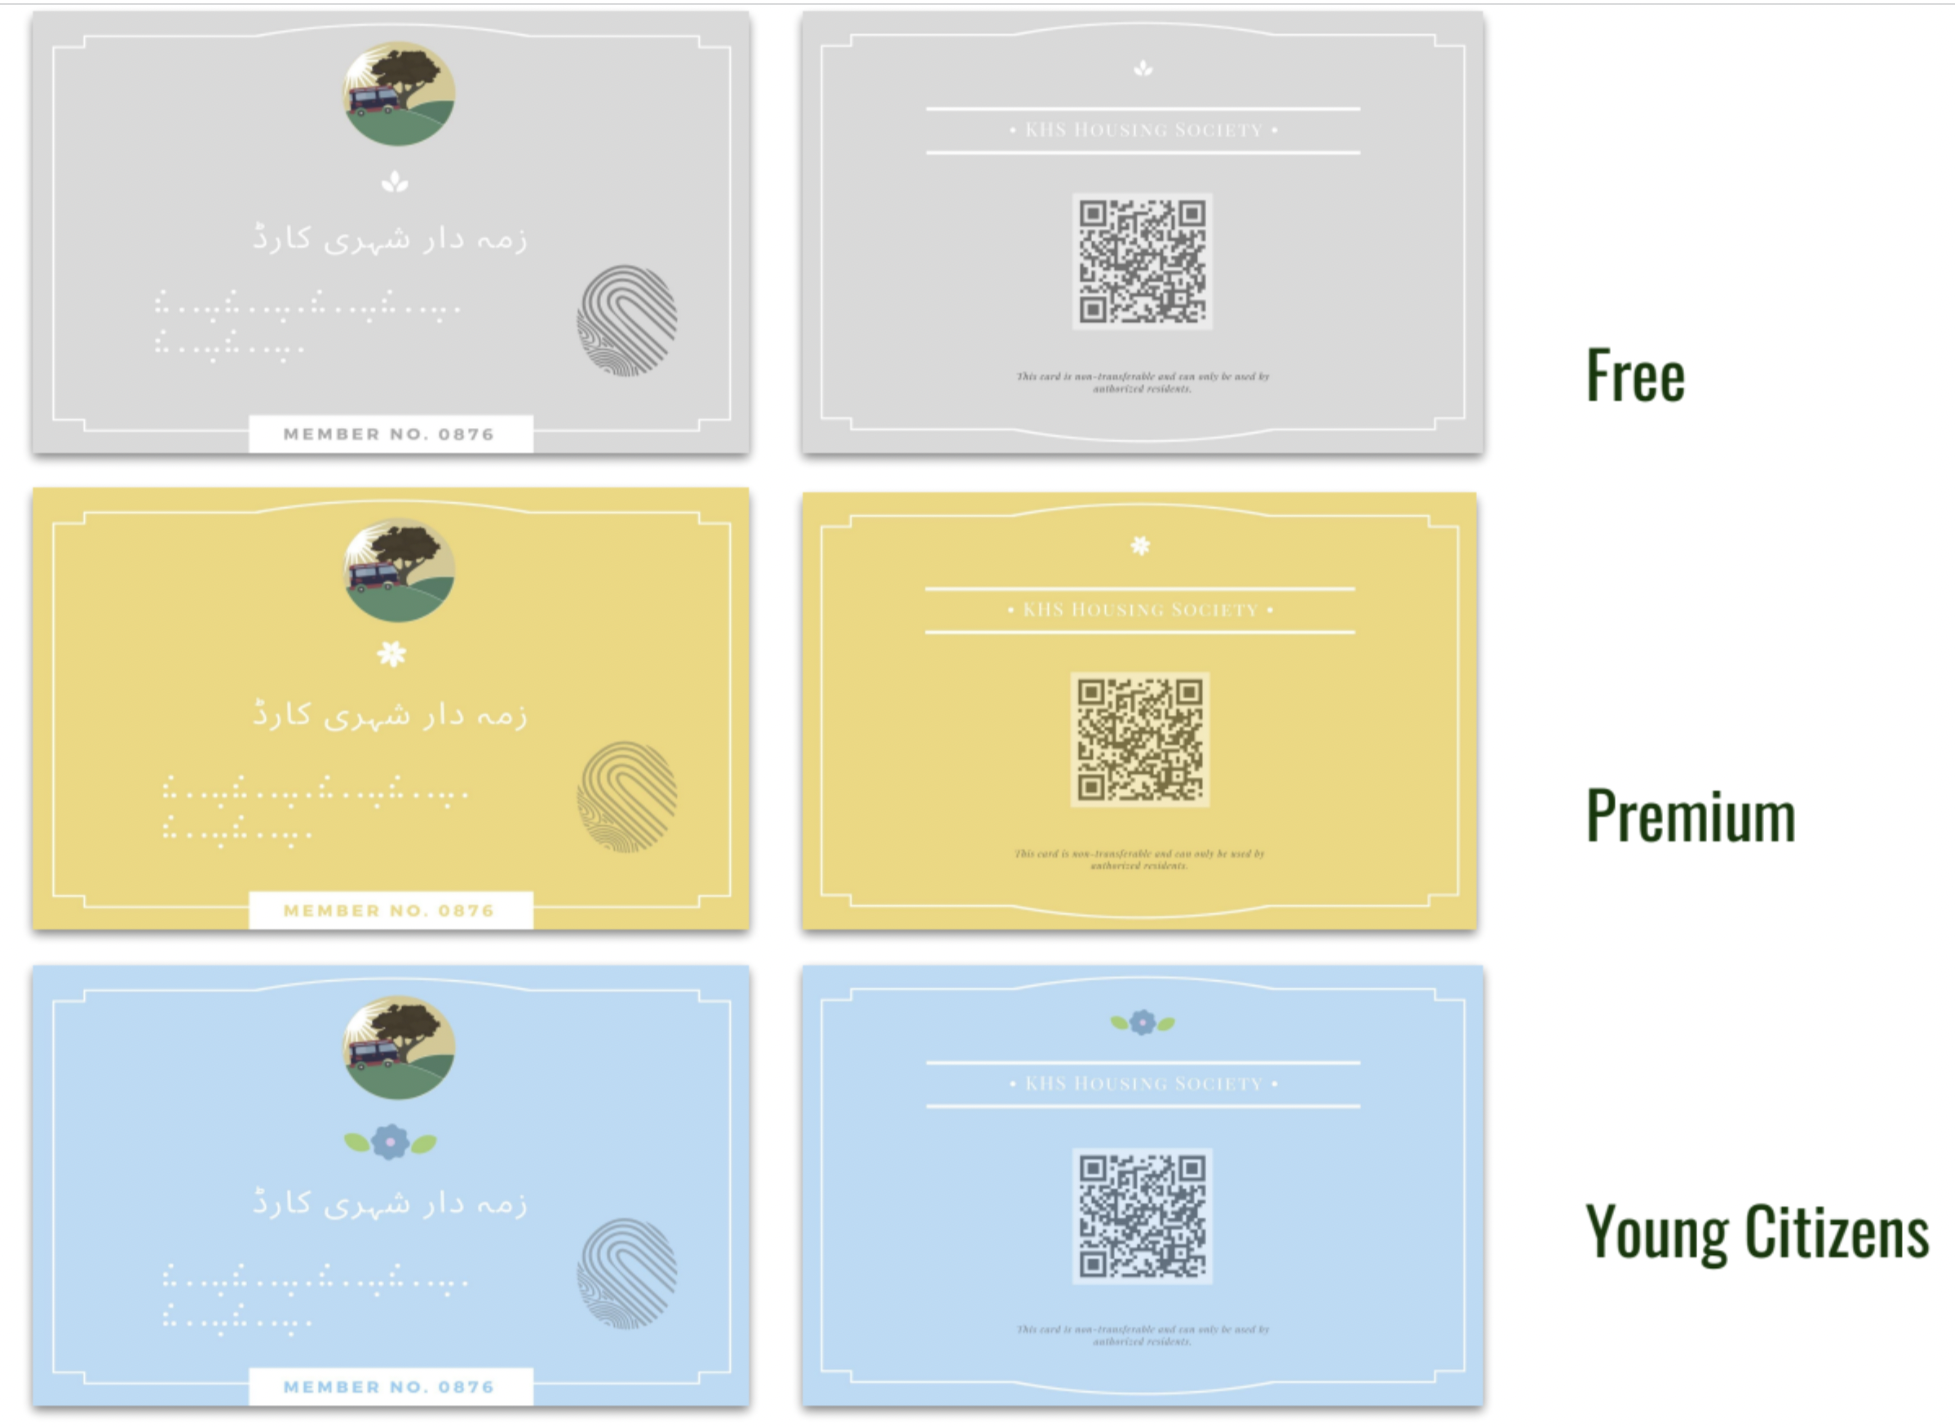 زمہ دار شہری کارڈ
MEMBER NO. 0876
• KHS HOUSING SOCIETY •
This card is non-transferable and can only be used by
authorized residents.
Free
زمہ دار شہری کارڈ
MEMBER NO. 0876
• KHS HOUSING SOCIETY •
This card is non-transferable and can only be used by
authorized residents.
Premium
زمہ دار شہری کارڈ
MEMBER NO. 0876
• KHS HOUSING SOCIETY •
This card is non-transferable and can only be used by
authorized residents.
Young Citizens